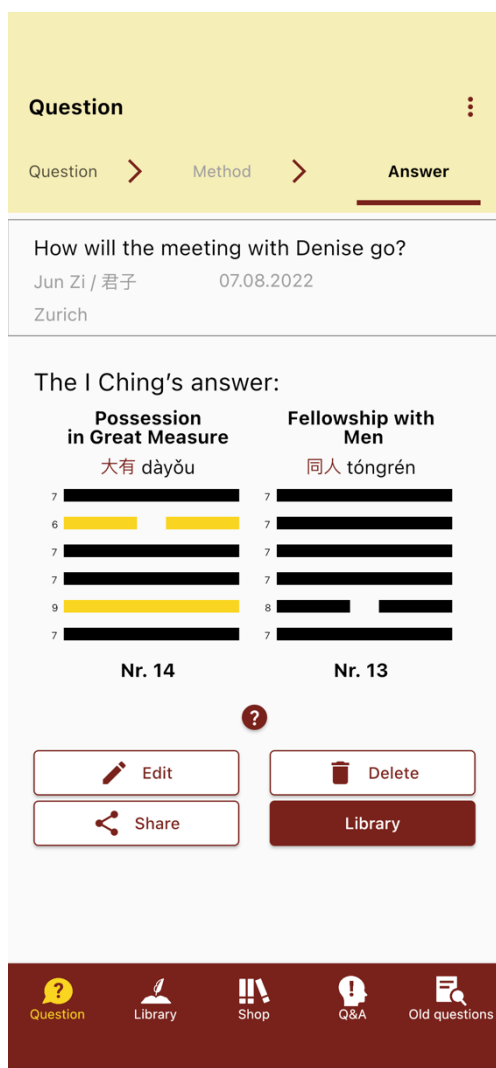 Question
Question Method Answer
How will the meeting with Denise go?
Jun Zi / 君子 07.08.2022
Zurich
The I Ching's answer:
Possession
in Great Measure
大有 dàyǒu
7
6
7
7
9
7
Nr. 14
Fellowship with
Men
同人 tóngrén
7
7
7
7
8
7
Nr. 13
?
Edit
Delete
Share
Library
?
!
Question Library Shop Q&A Old questions